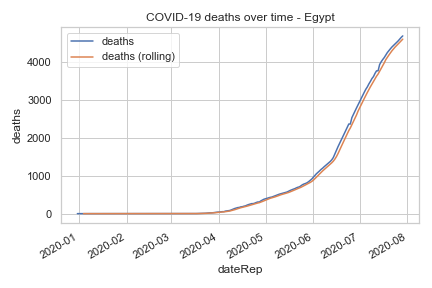 COVID-19 deaths over time - Egypt
deaths
deaths (rolling)
4000
3000
2000
1000
0
deaths
2020-01
2020-02
2020-03
2020-04
2020-05
2020-06
2020-07
2020-08
dateRep